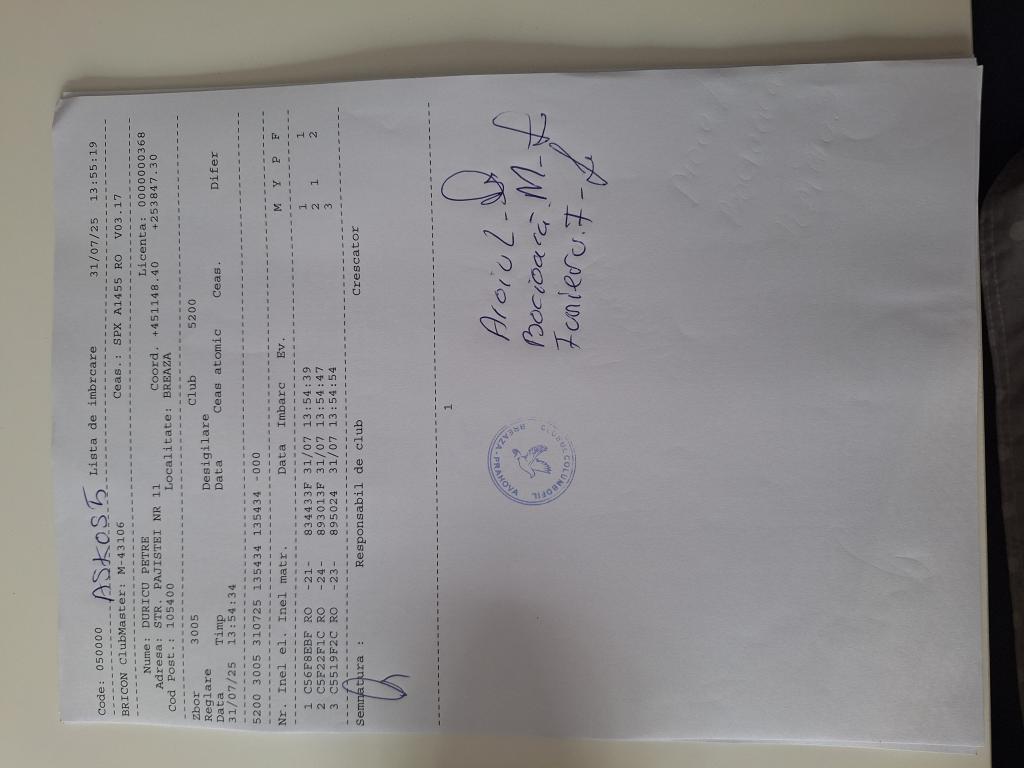 Code: 050000 ASKOSЂ Lista de imbrcare 31/07/25 13:55:19
BRICON ClubMaster: M-43106 Ceas.: SPX A1455 RO V03.17
Nume: DURICU PETRE Licenta: 0000000368
Adresa: STR. PAJISTEI NR 11 Coord. +451148.40 +253847.30
Cod Post.: 105400 Localitate: BREAZA
Zbor 3005 Club 5200
Reglare Desigilare
Data Timp Data Ceas atomic Ceas. Difer
31/07/25 13:54:34
5200 3005 310725 135434 135434 -000
Nr. Inel el. Inel matr. Data Imbarc Ev. M Y P F
1 C56F8EBF RO -21- 834433F 31/07 13:54:39 1 1
2 C5F22F1C RO -24- 893013F 31/07 13:54:47 2 1 2
3 C5519F2C RO -23- 895024 31/07 13:54:54 3
Semnatura : Responsabil de club Crescator
1
Aroiu L -
Bacioară.M -
7 -
COLUMBOFIL
BREAZA - PRAHOVA